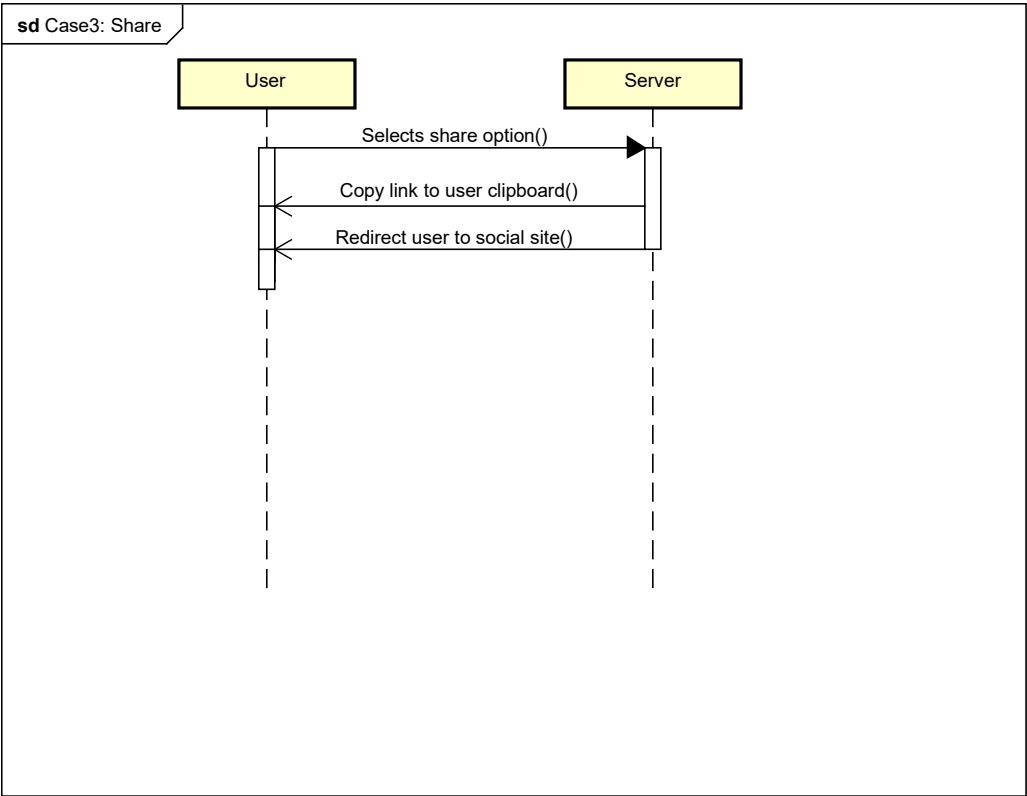 sd Case3: Share
User
Server
Selects share option()
Copy link to user clipboard()
Redirect user to social site()